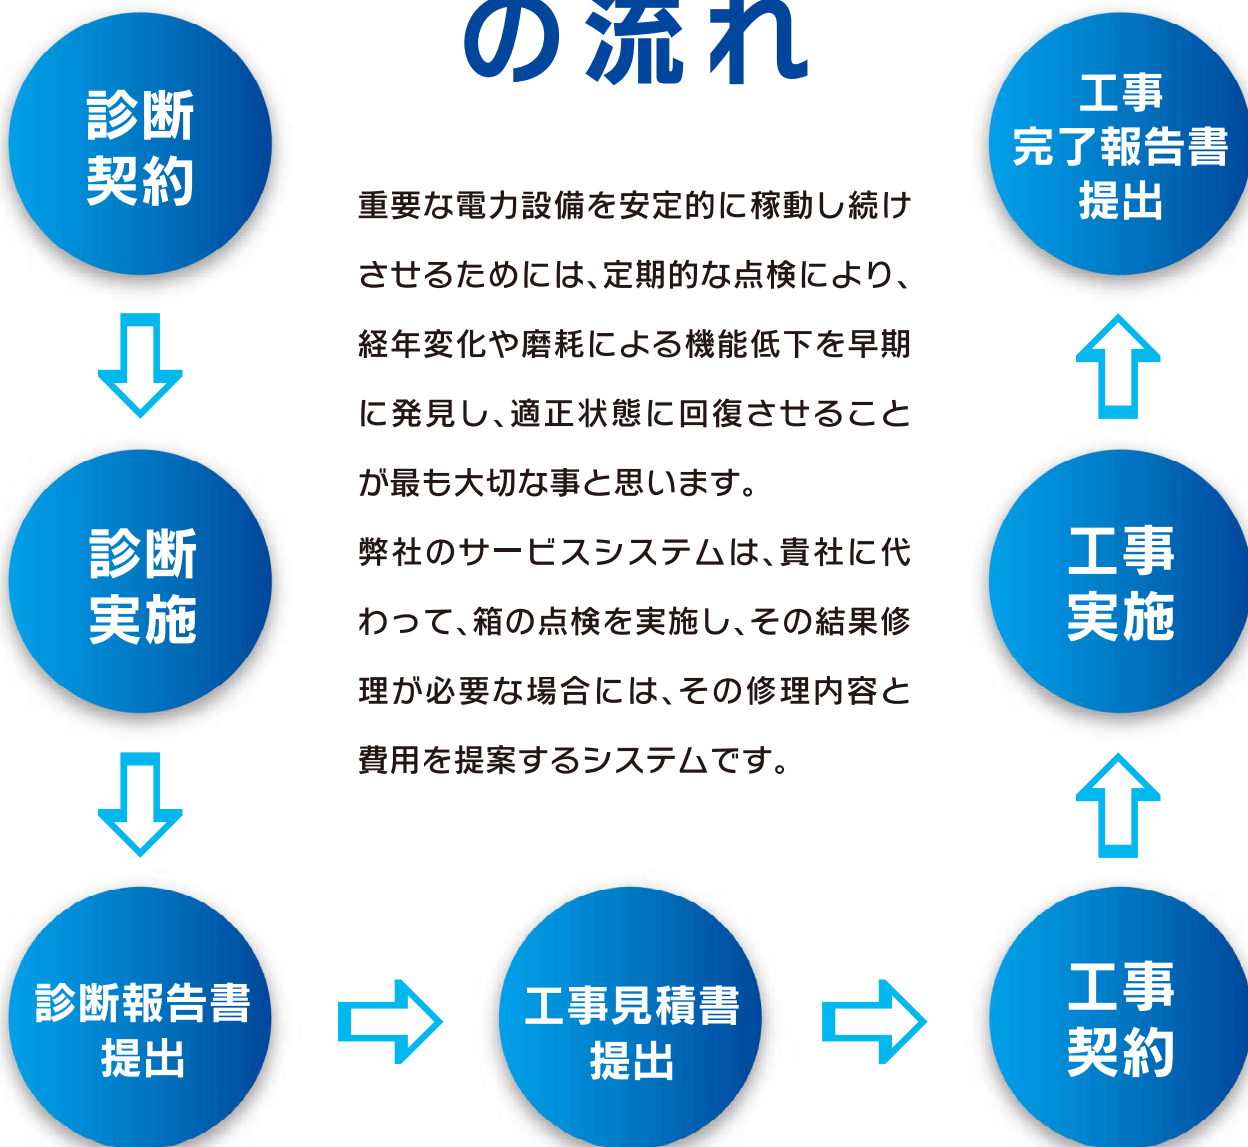 の流れ
診断
契約
診断
実施
診断報告書
提出
工事見積書
提出
工事
契約
工事
実施
工事
完了報告書
提出
重要な電力設備を安定的に稼動し続け
させるためには、定期的な点検により、
経年変化や磨耗による機能低下を早期
に発見し、適正状態に回復させること
が最も大切な事と思います。
弊社のサービスシステムは、貴社に代
わって、箱の点検を実施し、その結果修
理が必要な場合には、その修理内容と
費用を提案するシステムです。